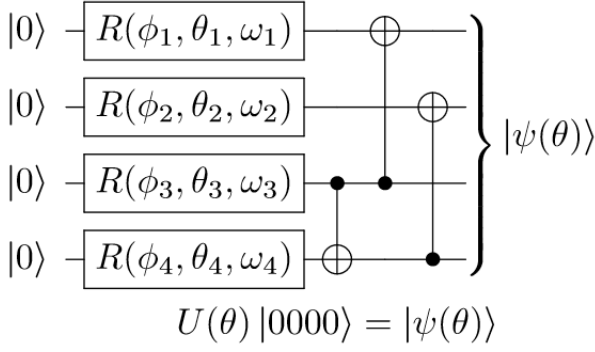 |0⟩ R(ϕ₁, θ₁, ω₁)
|0⟩ R(ϕ₂, θ₂, ω₂)
|ψ(θ)⟩
|0⟩ R(ϕ₃, θ₃, ω₃)
|0⟩ R(ϕ₄, θ₄, ω₄)
U(θ) |0000⟩ = |ψ(θ)⟩